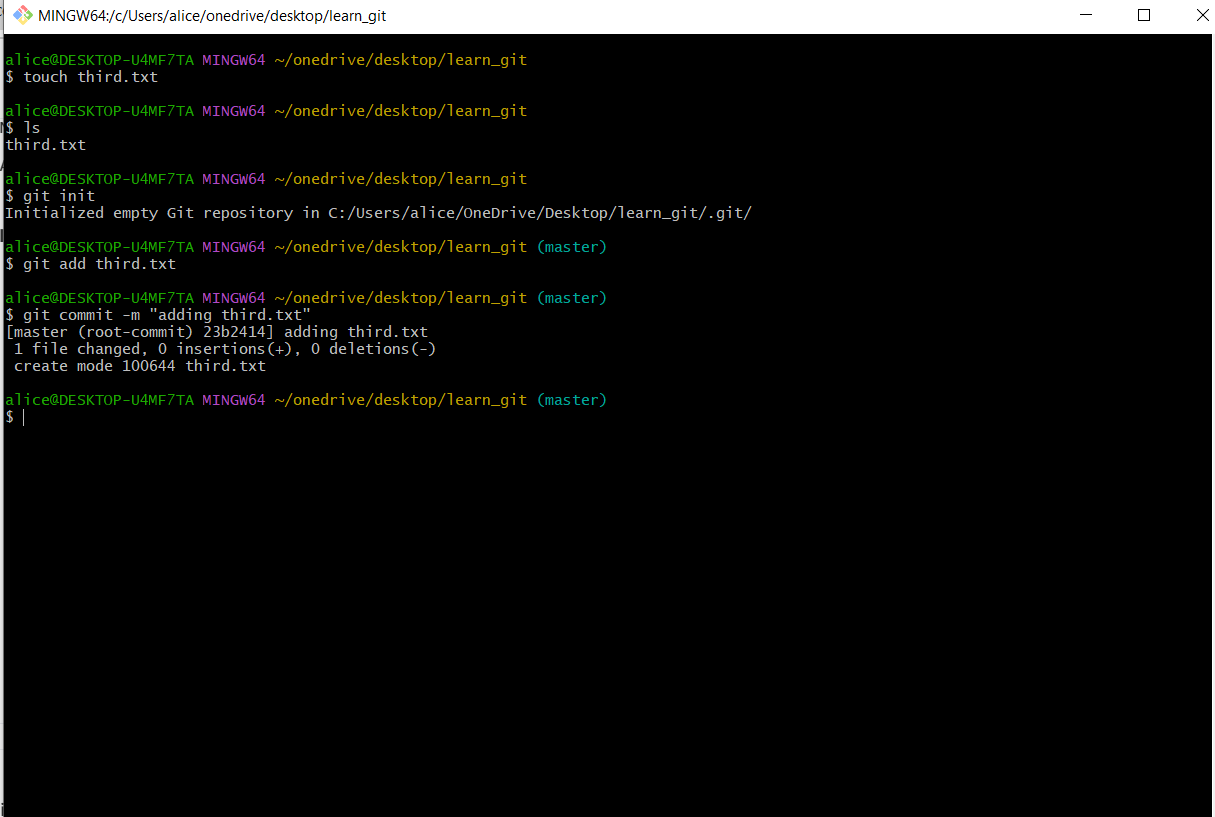 MINGW64:/c/Users/alice/onedrive/desktop/learn_git
alice@DESKTOP-U4MF7TA MINGW64 ~/onedrive/desktop/learn_git
$ touch third.txt
alice@DESKTOP-U4MF7TA MINGW64 ~/onedrive/desktop/learn_git
$ ls
third.txt
alice@DESKTOP-U4MF7TA MINGW64 ~/onedrive/desktop/learn_git
$ git init
Initialized empty Git repository in C:/Users/alice/OneDrive/Desktop/learn_git/.git/
alice@DESKTOP-U4MF7TA MINGW64 ~/onedrive/desktop/learn_git (master)
$ git add third.txt
alice@DESKTOP-U4MF7TA MINGW64 ~/onedrive/desktop/learn_git (master)
$ git commit -m "adding third.txt"
[master (root-commit) 23b2414] adding third.txt
1 file changed, 0 insertions(+), 0 deletions(-)
create mode 100644 third.txt
alice@DESKTOP-U4MF7TA MINGW64 ~/onedrive/desktop/learn_git (master)
$